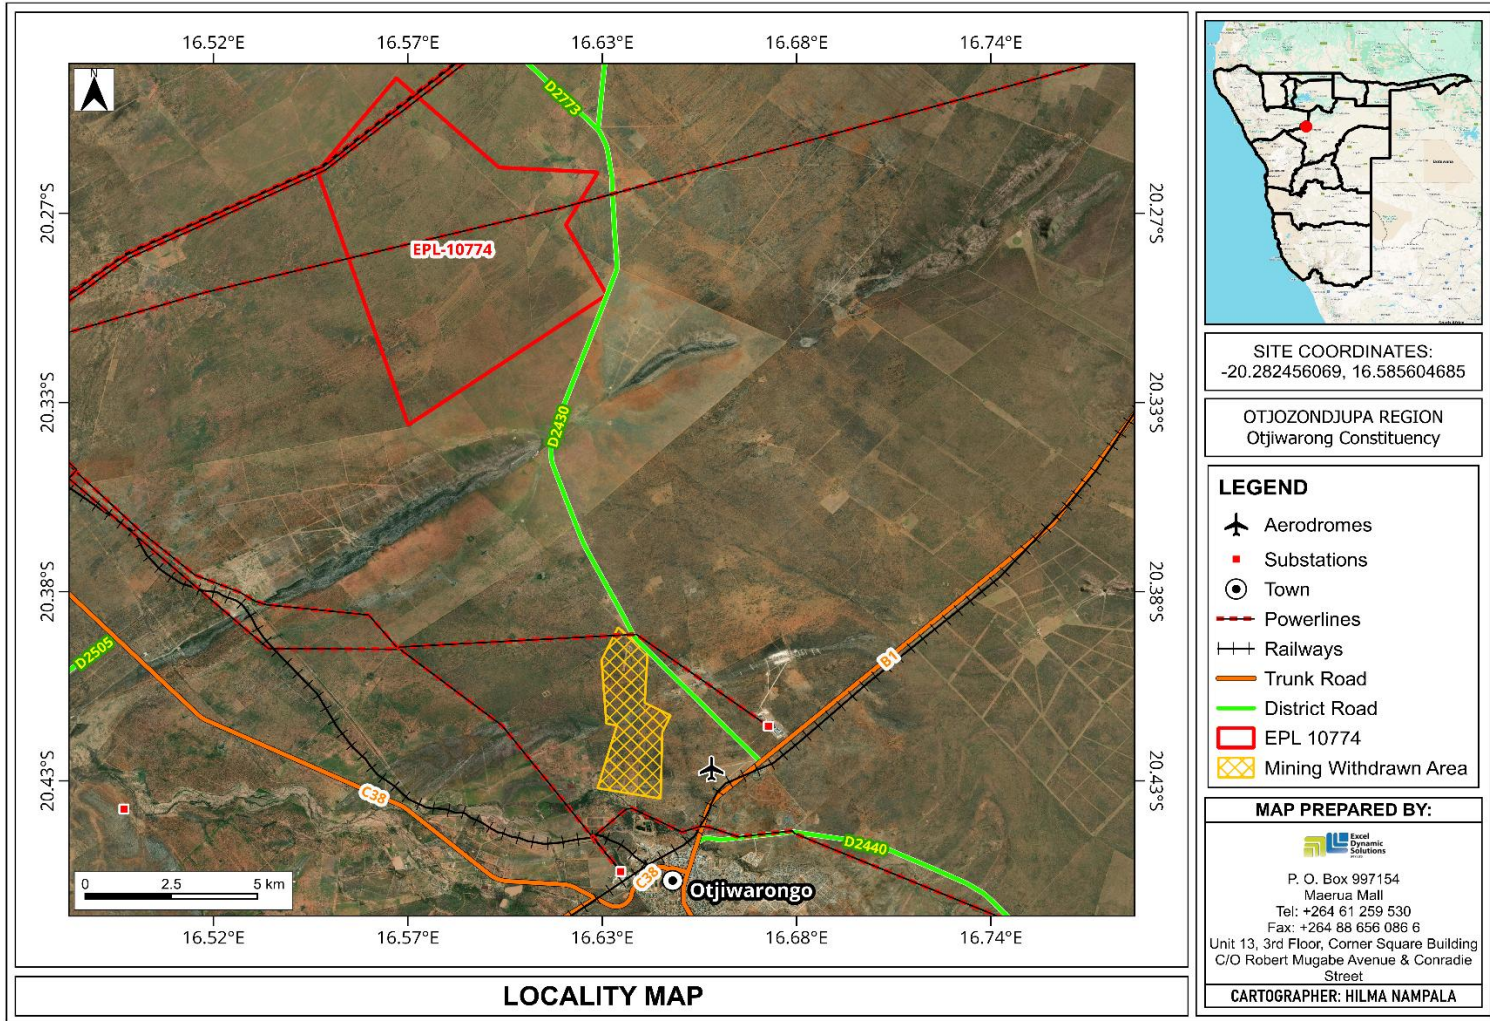 16.52°E
16.57°E
16.63°E
16.68°E
16.74°E
N
D2773
20.27°S
20.27°S
EPL-10774
20.33°S
20.33°S
D2430
20.38°S
20.38°S
D2505
B1
20.43°S
20.43°S
C38
D2440
C38
Otjiwarongo
0 2.5 5 km
16.52°E
16.57°E
16.63°E
16.68°E
16.74°E
LOCALITY MAP
SITE COORDINATES:
-20.282456069, 16.585604685
OTJOZONDJUPA REGION
Otjiwarong Constituency
LEGEND
Aerodromes
Substations
Town
Powerlines
Railways
Trunk Road
District Road
EPL 10774
Mining Withdrawn Area
MAP PREPARED BY:
Excel
Dynamic
Solutions
P. O. Box 997154
Maerua Mall
Tel: +264 61 259 530
Fax: +264 88 656 086 6
Unit 13, 3rd Floor, Corner Square Building
C/O Robert Mugabe Avenue & Conradie
Street
CARTOGRAPHER: HILMA NAMPALA